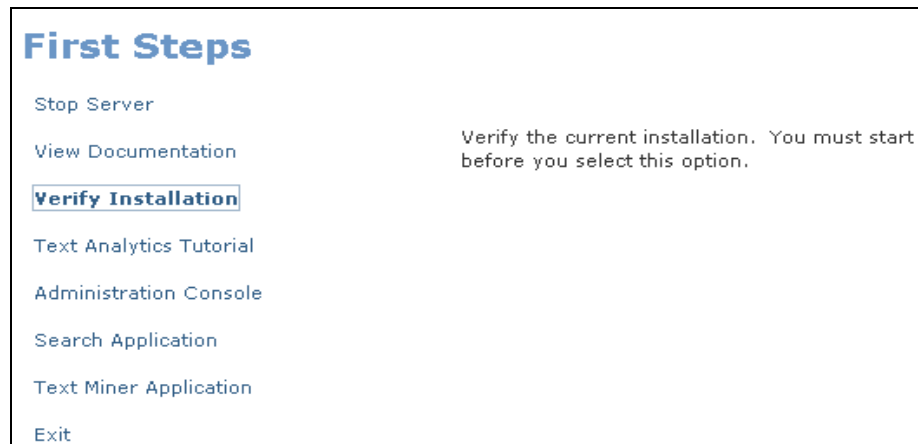 First Steps
Stop Server
View Documentation
Verify Installation
Text Analytics Tutorial
Administration Console
Search Application
Text Miner Application
Exit
Verify the current installation.  You must start
before you select this option.